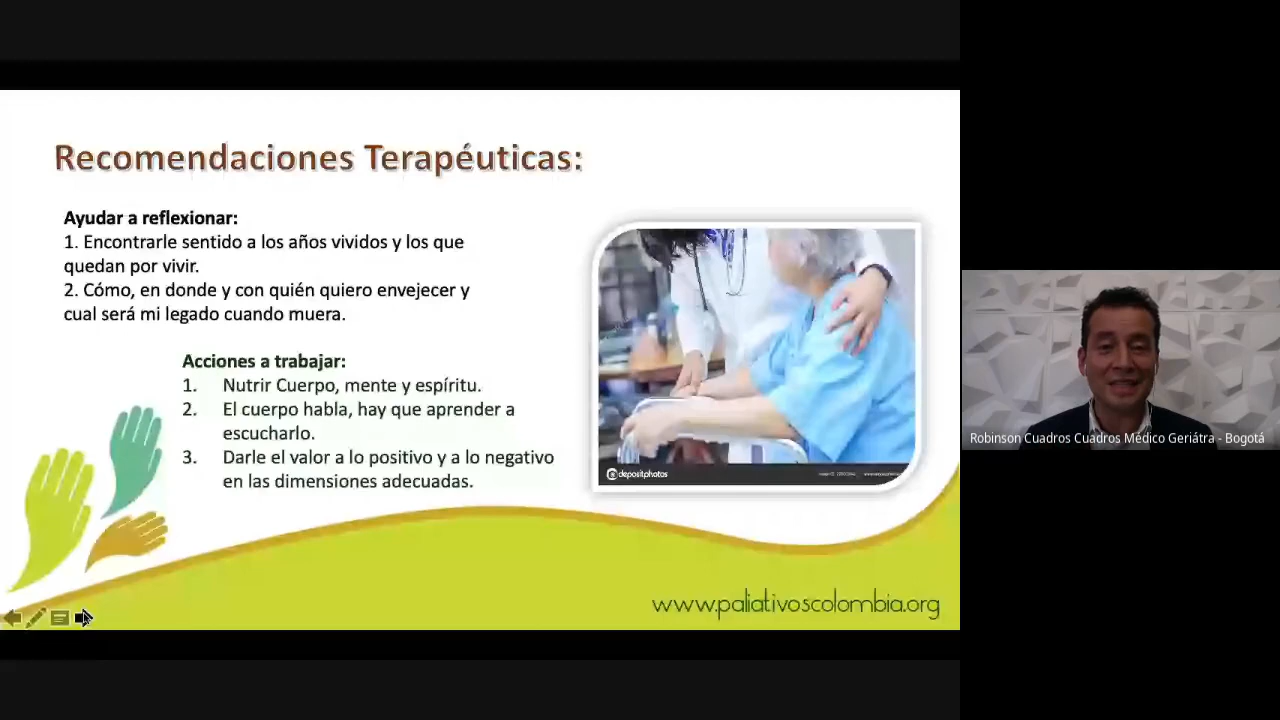 Recomendaciones Terapéuticas:
Ayudar a reflexionar:
1. Encontrarle sentido a los años vividos y los que
quedan por vivir.
2. Cómo, en donde y con quién quiero envejecer y
cual será mi legado cuando muera.
Acciones a trabajar:
1. Nutrir Cuerpo, mente y espíritu.
2. El cuerpo habla, hay que aprender a
escucharlo.
3. Darle el valor a lo positivo y a lo negativo
en las dimensiones adecuadas.
depositphotos
www.paliativoscolombia.org
Robinson Cuadros Cuadros Médico Geriátra - Bogotá